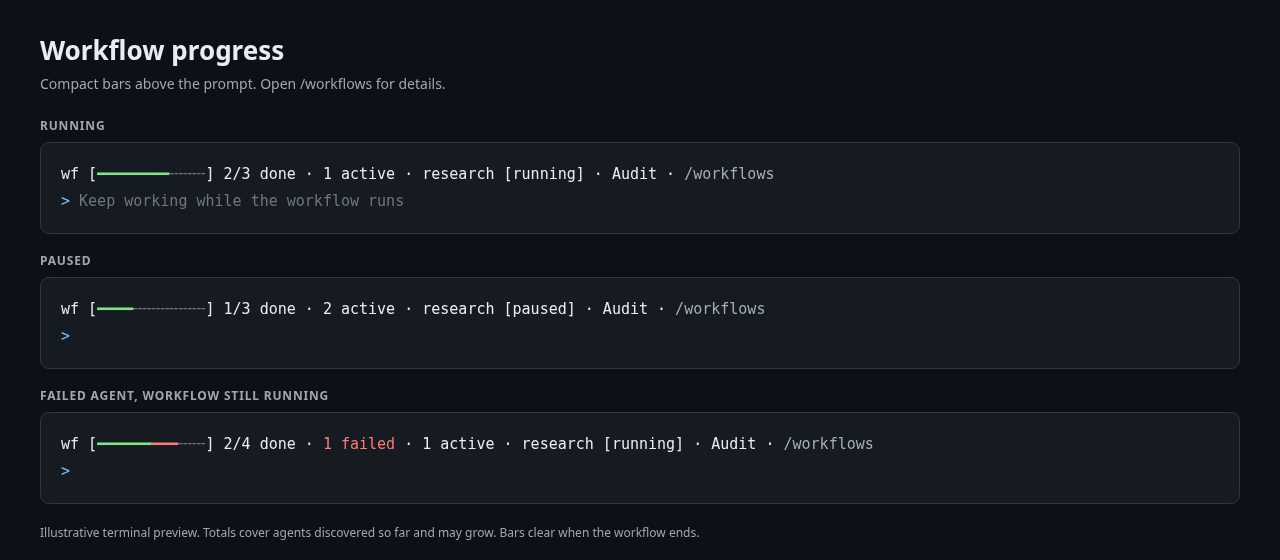 Workflow progress
Compact bars above the prompt. Open /workflows for details.
RUNNING
wf [━━━━━━━━╌╌╌╌] 2/3 done · 1 active · research [running] · Audit · /workflows
> Keep working while the workflow runs
PAUSED
wf [━━━━╌╌╌╌╌╌╌╌] 1/3 done · 2 active · research [paused] · Audit · /workflows
>
FAILED AGENT, WORKFLOW STILL RUNNING
wf [━━━━━━━━━╌╌╌] 2/4 done · 1 failed · 1 active · research [running] · Audit · /workflows
>
Illustrative terminal preview. Totals cover agents discovered so far and may grow. Bars clear when the workflow ends.